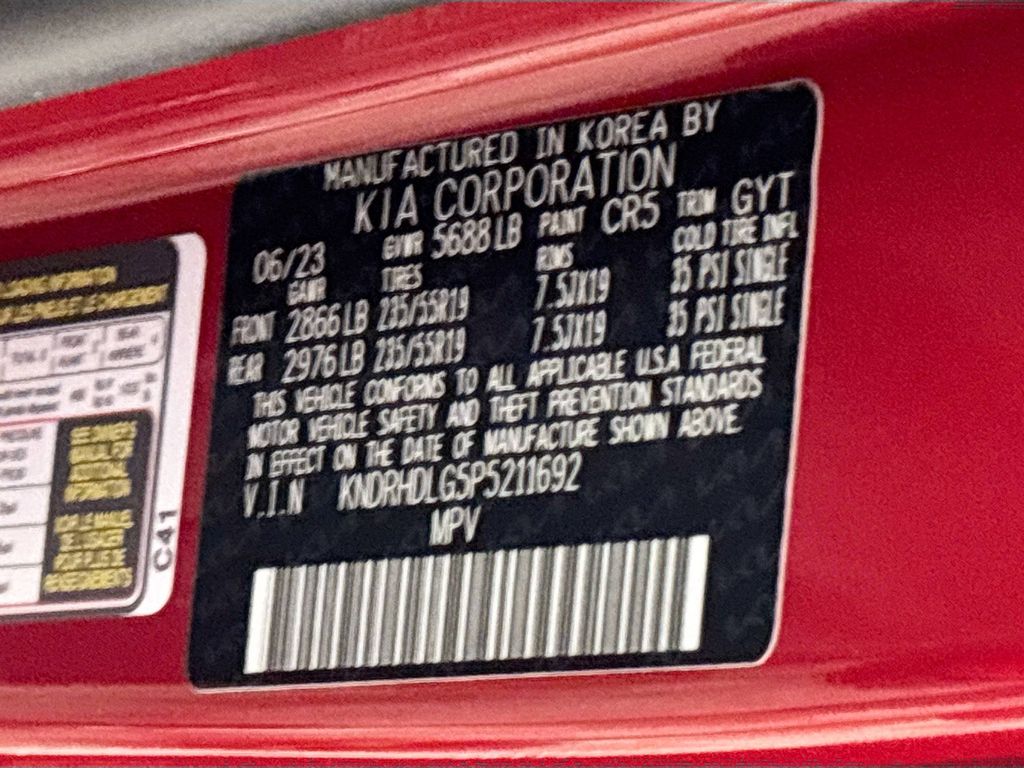 MANUFACTURED IN KOREA BY
KIA CORPORATION
06/23 GVWR 5688 LB PAINT CR5 TRIM GYT
GAWR TIRES RIMS COLD TIRE INFL
FRONT 2866 LB 235/55R19 7.5JX19 35 PSI SINGLE
REAR 2976 LB 235/55R19 7.5JX19 35 PSI SINGLE
THIS VEHICLE CONFORMS TO ALL APPLICABLE U.S.A FEDERAL
MOTOR VEHICLE SAFETY AND THEFT PREVENTION STANDARDS
IN EFFECT ON THE DATE OF MANUFACTURE SHOWN ABOVE.
V.I.N KNDRHDLG5P5211692
MPV
C41